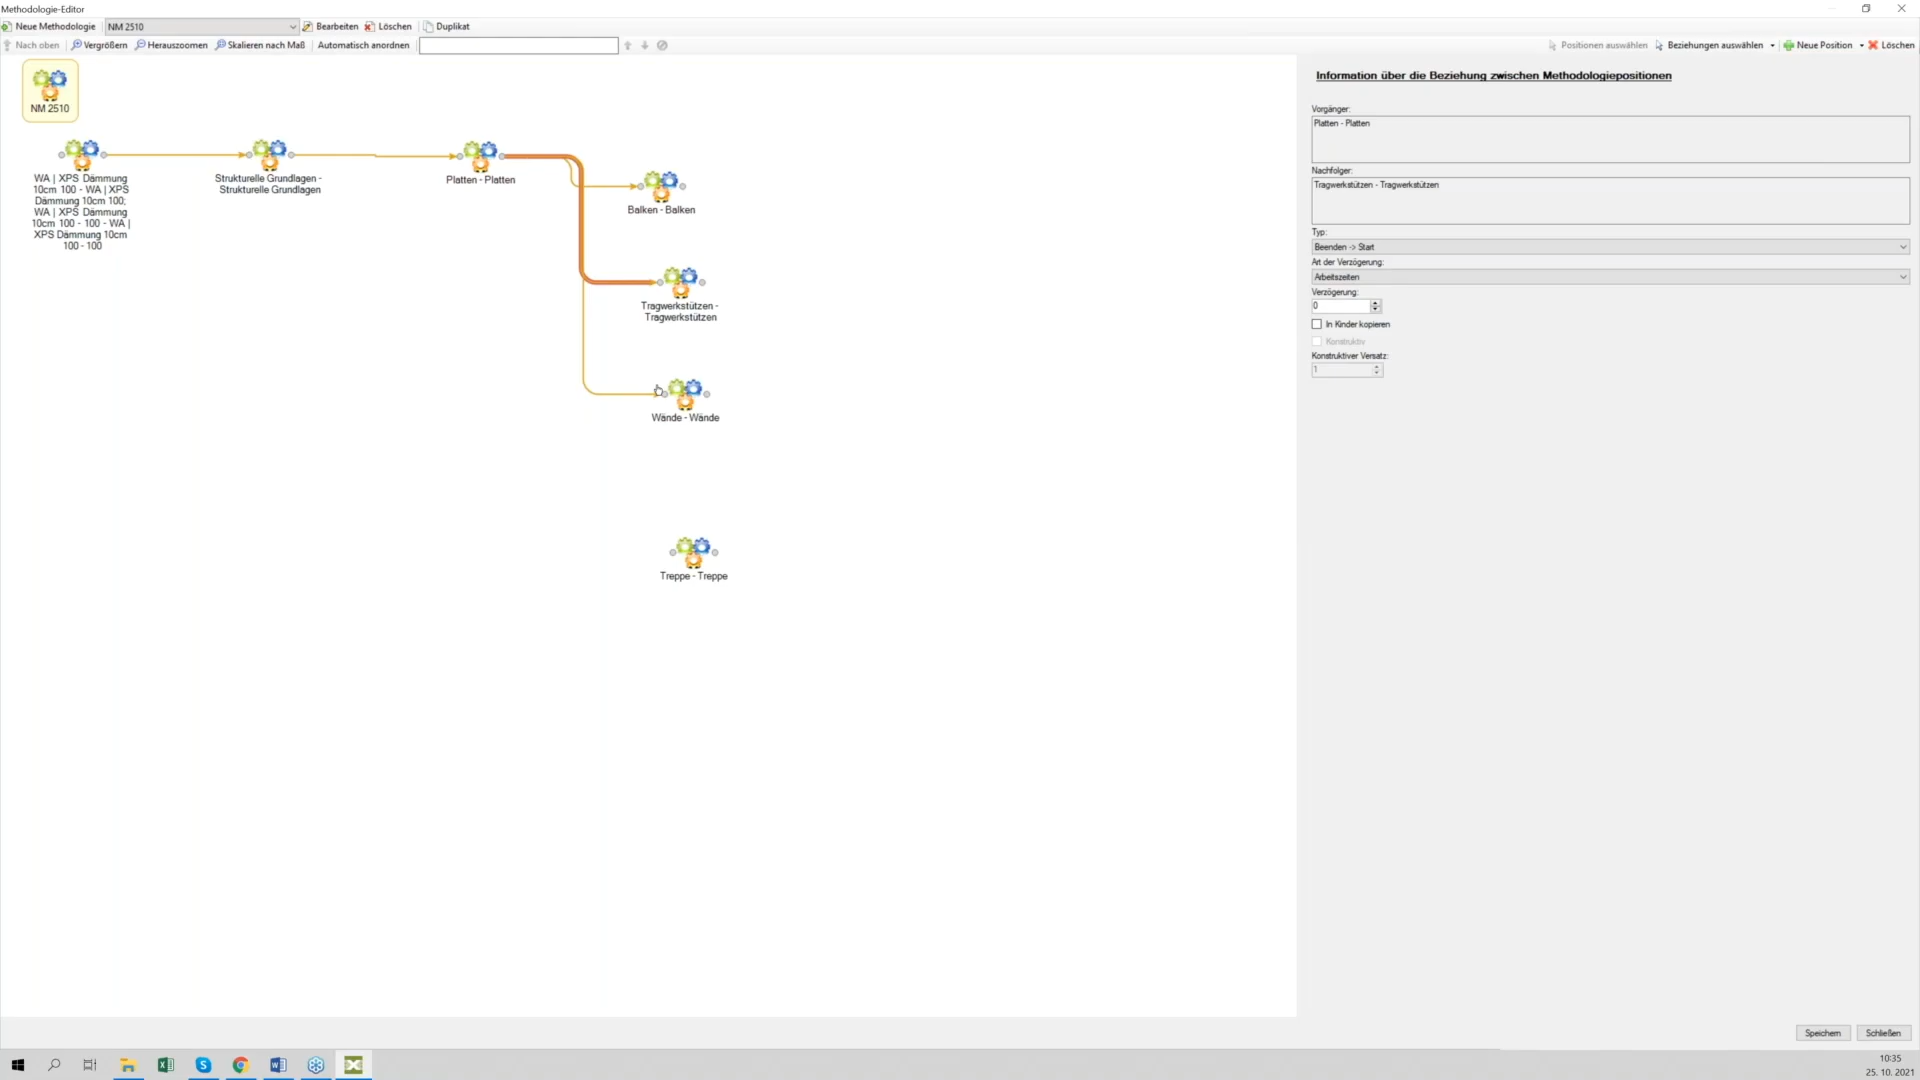 Methodologie-Editor
Neue Methodologie NM 2510 Bearbeiten Löschen Duplikat
Nach oben Vergrößern Herauszoomen Skalieren nach Maß Automatisch anordnen Positionen auswählen Beziehungen auswählen Neue Position Löschen
NM 2510
WA | XPS Dämmung
10cm 100 - WA | XPS
Dämmung 10cm 100;
WA | XPS Dämmung
10cm 100 - 100 - WA |
XPS Dämmung 10cm
100 - 100
Strukturelle Grundlagen -
Strukturelle Grundlagen
Platten - Platten
Balken - Balken
Tragwerkstützen -
Tragwerkstützen
Wände - Wände
Treppe - Treppe
Information über die Beziehung zwischen Methodologiepositionen
Vorgänger:
Platten - Platten
Nachfolger:
Tragwerkstützen - Tragwerkstützen
Typ:
Beenden -> Start
Art der Verzögerung:
Arbeitszeiten
Verzögerung:
0
In Kinder kopieren
Konstruktiv
Konstruktiver Versatz:
1
Speichern Schließen
10:35
25. 10. 2021